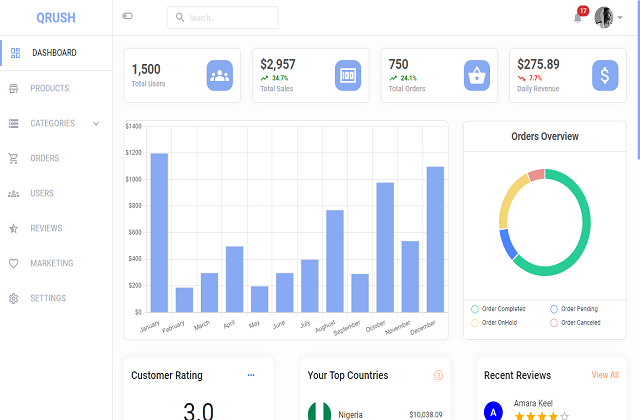 QRUSH
Search...
17
DASHBOARD
PRODUCTS
CATEGORIES
ORDERS
USERS
REVIEWS
MARKETING
SETTINGS
1,500
Total Users
$2,957
34.7%
Total Sales
750
24.1%
Total Orders
$275.89
7.7%
Daily Revenue
$1400
$1200
$1000
$800
$600
$400
$200
$0
January
February
March
April
May
June
July
Aughust
September
October
November
December
Orders Overview
Order Completed
Order Pending
Order OnHold
Order Canceled
Customer Rating
3.0
Your Top Countries
Nigeria
$10,038.09
Recent Reviews
View All
A
Amara Keel